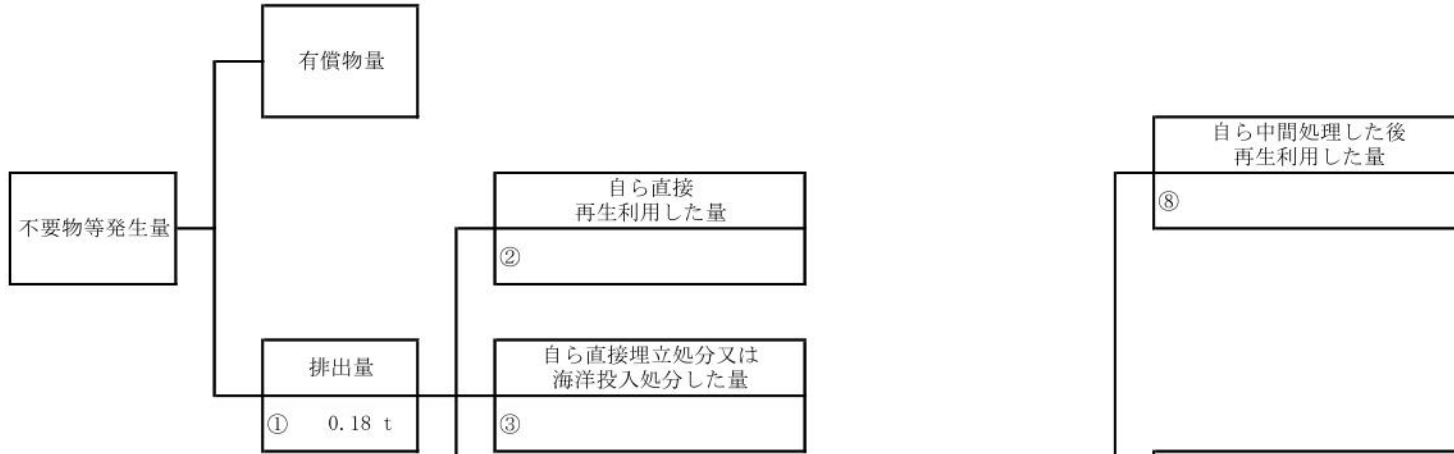 有償物量
自ら中間処理した後
再生利用した量
⑧
不要物等発生量
自ら直接
再生利用した量
②
排出量
① 0.18 t
自ら直接埋立処分又は
海洋投入処分した量
③